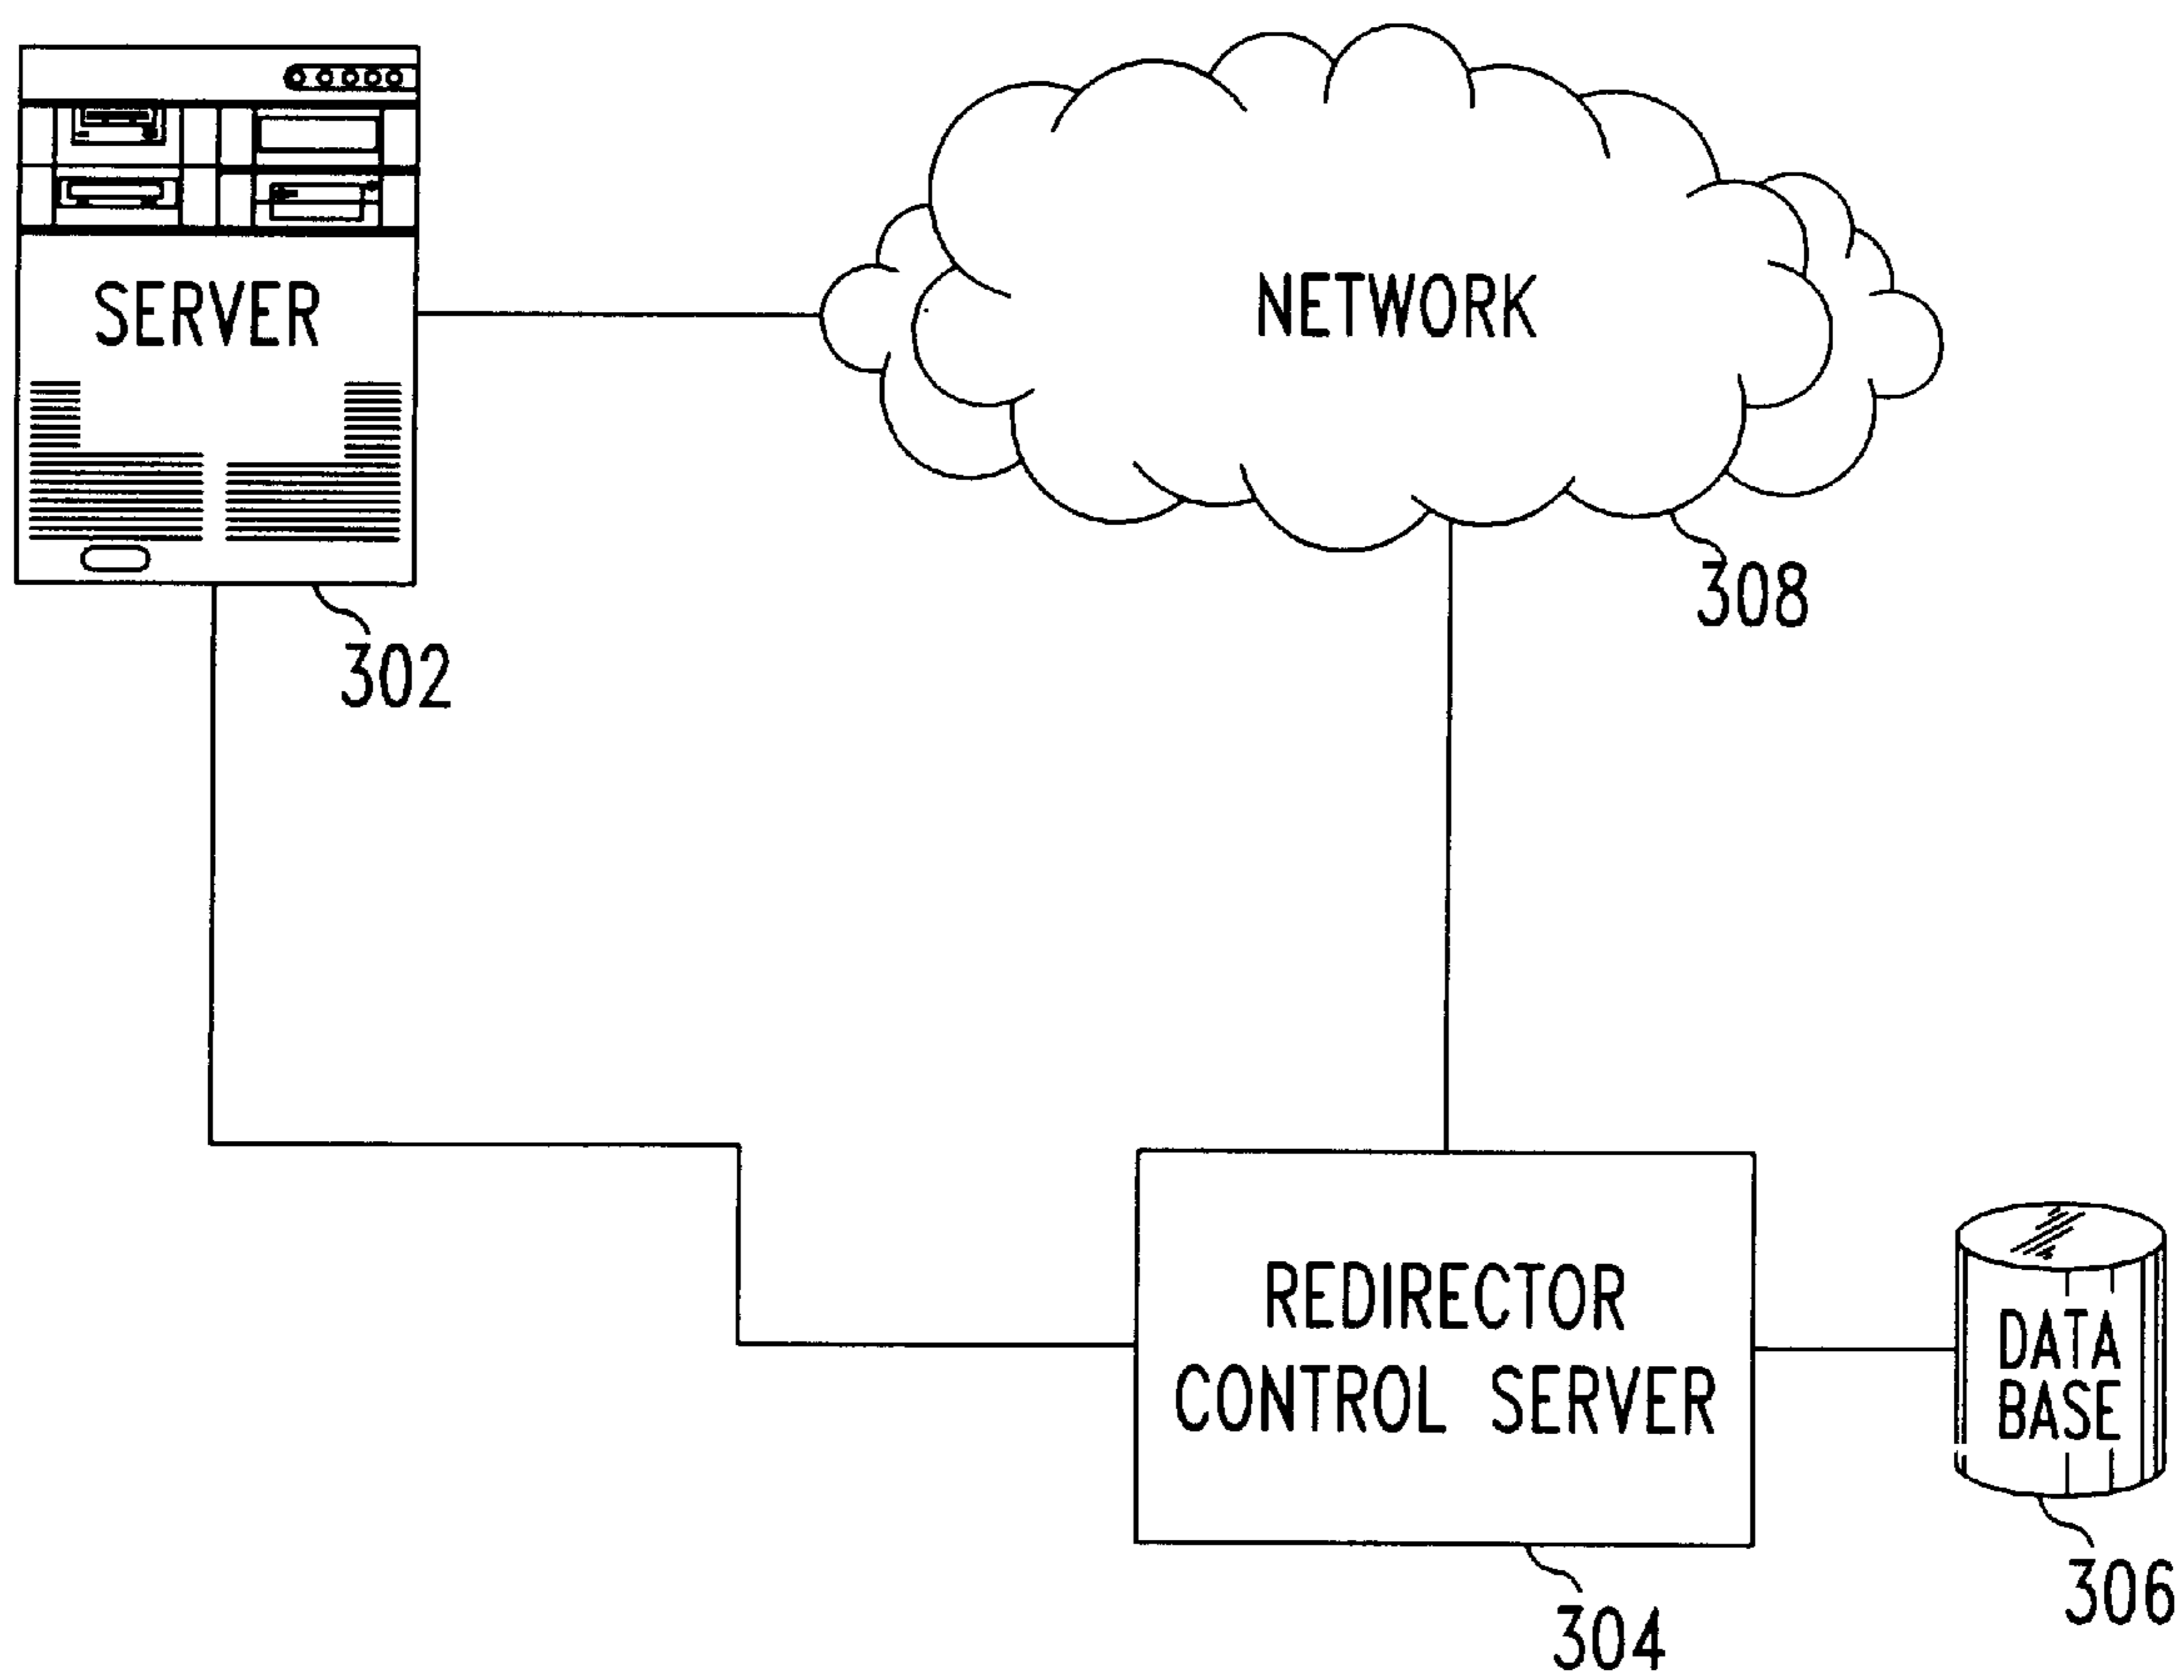 SERVER
NETWORK
308
302
REDIRECTOR
CONTROL SERVER
DATA
BASE
306
304